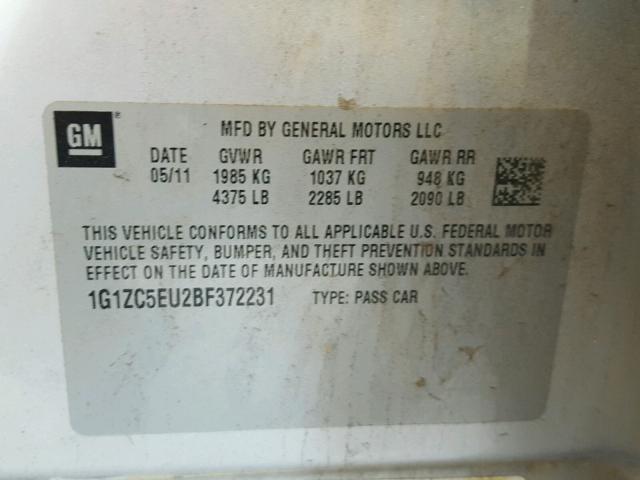 GM®
MFD BY GENERAL MOTORS LLC
DATE GVWR GAWR FRT GAWR RR
05/11 1985 KG 1037 KG 948 KG
4375 LB 2285 LB 2090 LB
THIS VEHICLE CONFORMS TO ALL APPLICABLE U.S. FEDERAL MOTOR
VEHICLE SAFETY, BUMPER, AND THEFT PREVENTION STANDARDS IN
EFFECT ON THE DATE OF MANUFACTURE SHOWN ABOVE.
1G1ZC5EU2BF372231 TYPE: PASS CAR